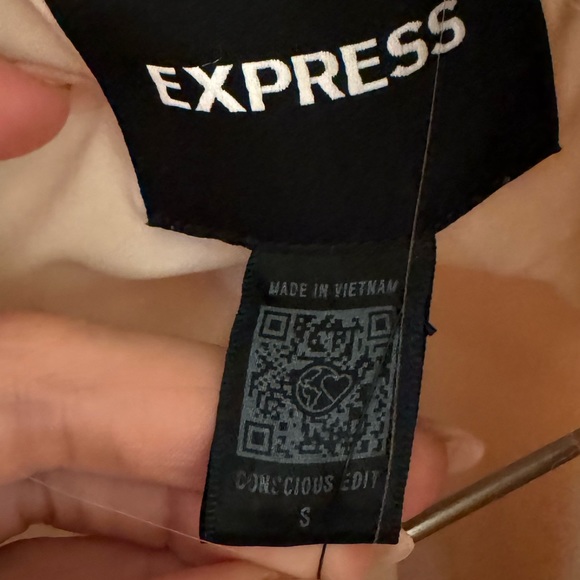 EXPRESS
MADE IN VIETNAM
CONSCIOUS EDIT
S